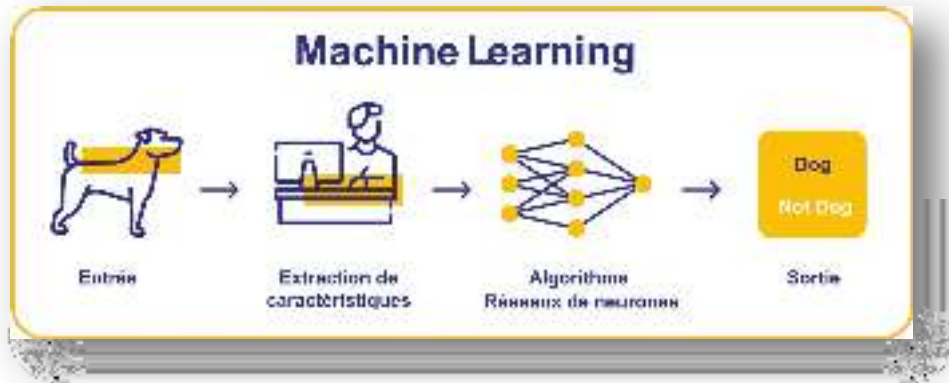 Machine Learning
Dog
Not Dog
Entrée
Extraction de
caractéristiques
Algorithme
Réseaux de neurones
Sortie